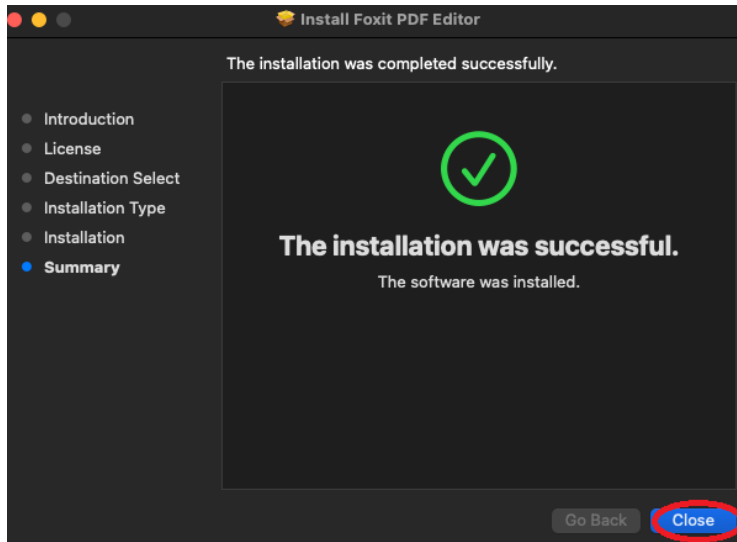 Install Foxit PDF Editor
The installation was completed successfully.
Introduction
License
Destination Select
Installation Type
Installation
Summary
The installation was successful.
The software was installed.
Go Back
Close